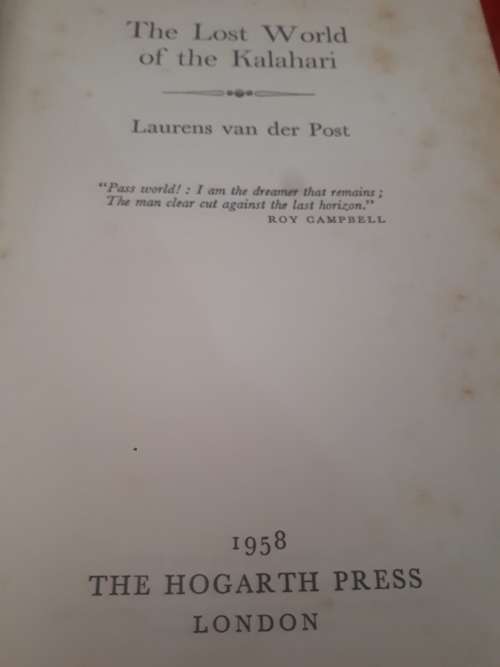 The Lost World
of the Kalahari
Laurens van der Post
"Pass world! : I am the dreamer that remains ;
The man clear cut against the last horizon."
ROY CAMPBELL
1958
THE HOGARTH PRESS
LONDON